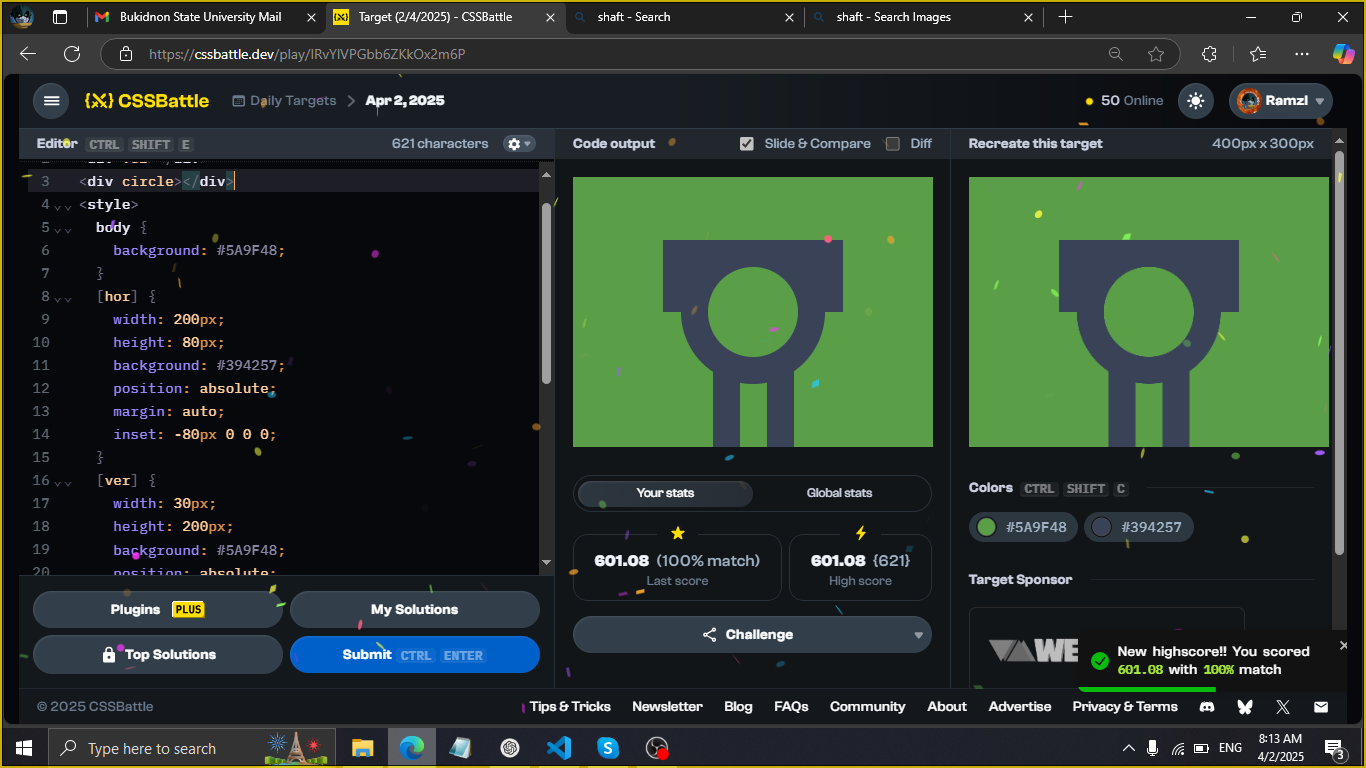 Bukidnon State University Mail
Target (2/4/2025) - CSSBattle
shaft - Search
shaft - Search Images
https://cssbattle.dev/play/IRvYlVPGbb6ZKkOx2m6P
{X} CSSBattle
Daily Targets
Apr 2, 2025
50 Online
Ramzl
Editor CTRL SHIFT E
621 characters
Code output
Slide & Compare
Diff
Recreate this target
400px x 300px
3 <div circle></div>
4 <style>
5 body {
6 background: #5A9F48;
7 }
8 [hor] {
9 width: 200px;
10 height: 80px;
11 background: #394257;
12 position: absolute;
13 margin: auto;
14 inset: -80px 0 0 0;
15 }
16 [ver] {
17 width: 30px;
18 height: 200px;
19 background: #5A9F48;
20 position: absolute;
Your stats
Global stats
601.08 (100% match)
Last score
601.08 {621}
High score
Challenge
Colors CTRL SHIFT C
#5A9F48
#394257
Target Sponsor
WE
New highscore!! You scored
601.08 with 100% match
Plugins PLUS
My Solutions
Top Solutions
Submit CTRL ENTER
© 2025 CSSBattle
Tips & Tricks
Newsletter
Blog
FAQs
Community
About
Advertise
Privacy & Terms
Type here to search
ENG
8:13 AM
4/2/2025
3